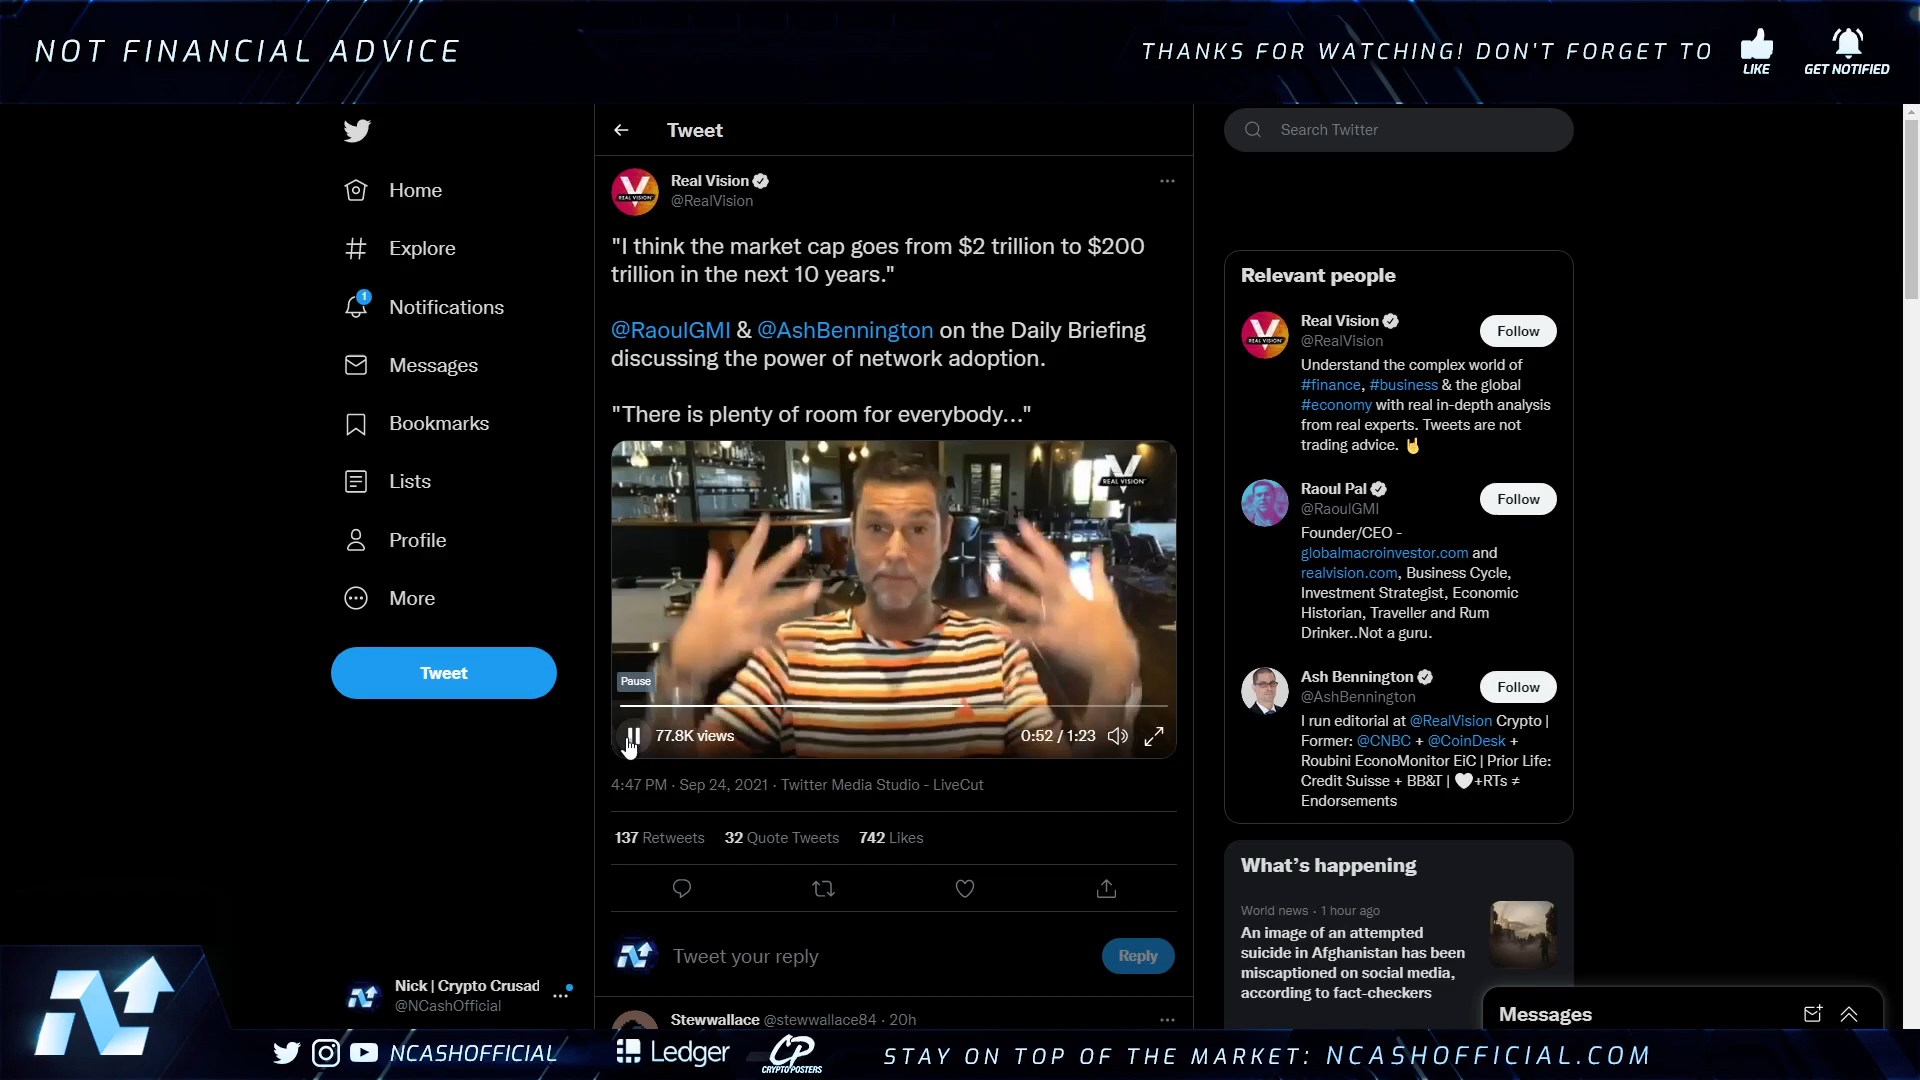 NOT FINANCIAL ADVICE
THANKS FOR WATCHING! DON'T FORGET TO
LIKE
GET NOTIFIED
Home
Explore
1
Notifications
Messages
Bookmarks
Lists
Profile
More
Tweet
Nick | Crypto Crusad
@NCashOfficial
Tweet
Real Vision
@RealVision
"I think the market cap goes from $2 trillion to $200
trillion in the next 10 years."
@RaoulGMI & @AshBennington on the Daily Briefing
discussing the power of network adoption.
"There is plenty of room for everybody..."
REAL VISION
Pause
77.8K views
0:52 / 1:23
4:47 PM · Sep 24, 2021 · Twitter Media Studio - LiveCut
137 Retweets 32 Quote Tweets 742 Likes
Tweet your reply
Reply
Stewwallace @stewwallace84 · 20h
Search Twitter
Relevant people
Real Vision
@RealVision
Follow
Understand the complex world of
#finance, #business & the global
#economy with real in-depth analysis
from real experts. Tweets are not
trading advice. 🤘
Raoul Pal
@RaoulGMI
Follow
Founder/CEO -
globalmacroinvestor.com and
realvision.com, Business Cycle,
Investment Strategist, Economic
Historian, Traveller and Rum
Drinker..Not a guru.
Ash Bennington
@AshBennington
Follow
I run editorial at @RealVision Crypto |
Former: @CNBC + @CoinDesk +
Roubini EconoMonitor EiC | Prior Life:
Credit Suisse + BB&T | 🤍+RTs ≠
Endorsements
What's happening
World news · 1 hour ago
An image of an attempted
suicide in Afghanistan has been
miscaptioned on social media,
according to fact-checkers
Messages
NCASHOFFICIAL
Ledger
CP
CRYPTOPOSTERS
STAY ON TOP OF THE MARKET: NCASHOFFICIAL.COM